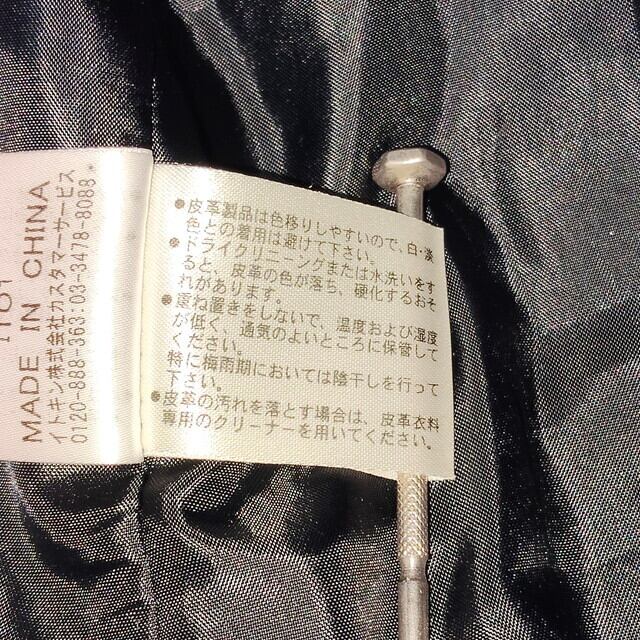 MADE IN CHINA
イトキン株式会社カスタマーサービス
0120-888-363:03-3478-8088
●皮革製品は色移りしやすいので、白・淡
色との着用は避けて下さい。
●ドライクリーニングまたは水洗いをす
ると、皮革の色が落ち、硬化するおそ
れがあります。
●重ね置きをしないで、温度および湿度
が低く、通気のよいところに保管して
ください。
特に梅雨期においては陰干しを行って
下さい。
●皮革の汚れを落とす場合は、皮革衣料
専用のクリーナーを用いてください。